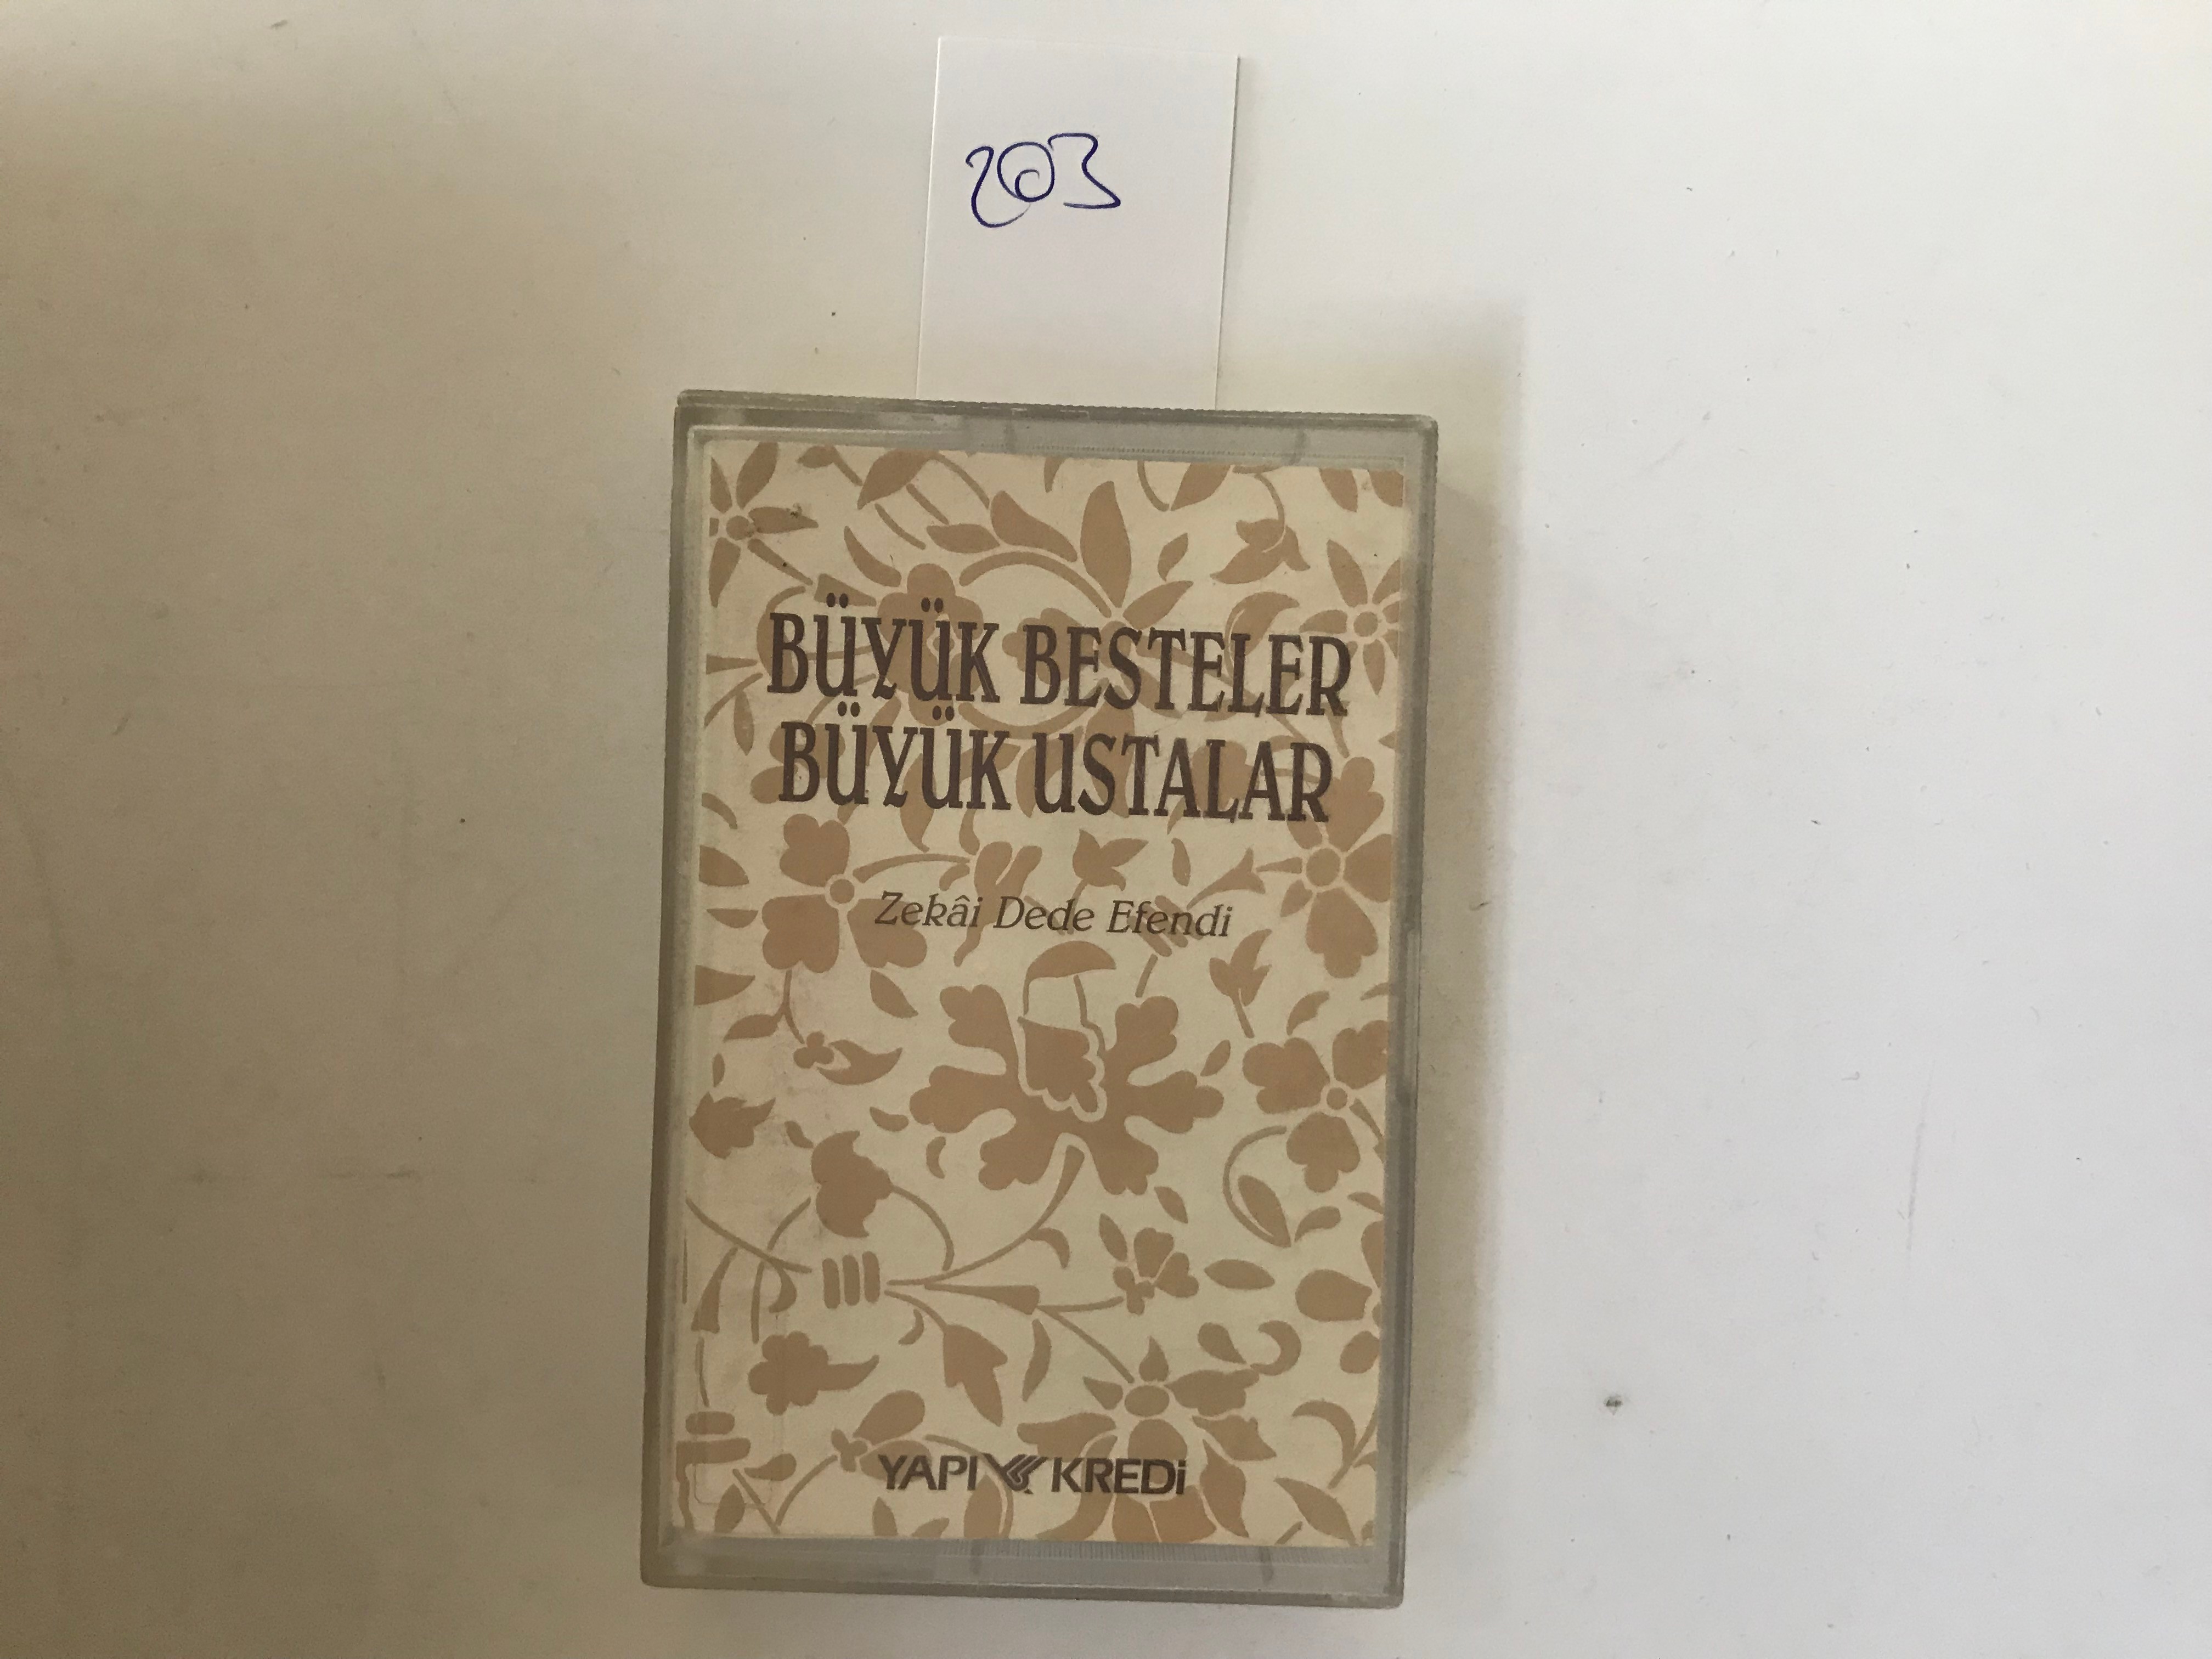 203
BÜYÜK BESTELER
BÜYÜK USTALAR
Zekâi Dede Efendi
YAPI KREDİ